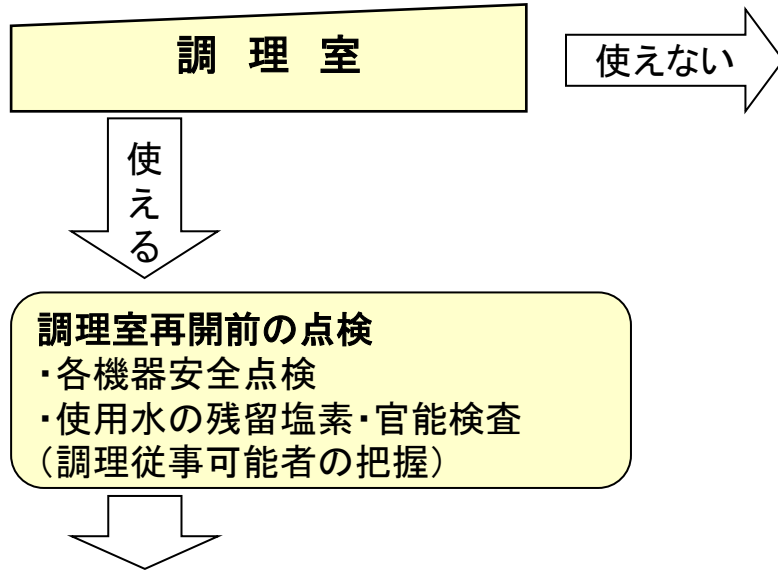 調 理 室
使えない
使える
調理室再開前の点検
・各機器安全点検
・使用水の残留塩素・官能検査
（調理従事可能者の把握）